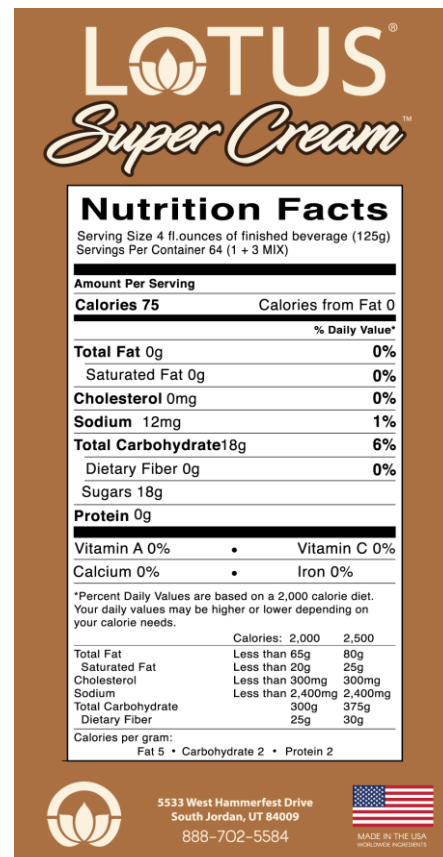 LOTUS®
Super Cream™
Nutrition Facts
Serving Size 4 fl.ounces of finished beverage (125g)
Servings Per Container 64 (1 + 3 MIX)
Amount Per Serving
Calories 75 Calories from Fat 0
% Daily Value*
Total Fat 0g 0%
Saturated Fat 0g 0%
Cholesterol 0mg 0%
Sodium 12mg 1%
Total Carbohydrate18g 6%
Dietary Fiber 0g 0%
Sugars 18g
Protein 0g
Vitamin A 0% • Vitamin C 0%
Calcium 0% • Iron 0%
*Percent Daily Values are based on a 2,000 calorie diet.
Your daily values may be higher or lower depending on
your calorie needs.
Calories: 2,000 2,500
Total Fat Less than 65g 80g
Saturated Fat Less than 20g 25g
Cholesterol Less than 300mg 300mg
Sodium Less than 2,400mg 2,400mg
Total Carbohydrate 300g 375g
Dietary Fiber 25g 30g
Calories per gram:
Fat 5 • Carbohydrate 2 • Protein 2
5533 West Hammerfest Drive
South Jordan, UT 84009
888-702-5584
MADE IN THE USA
WORLDWIDE INGREDIENTS